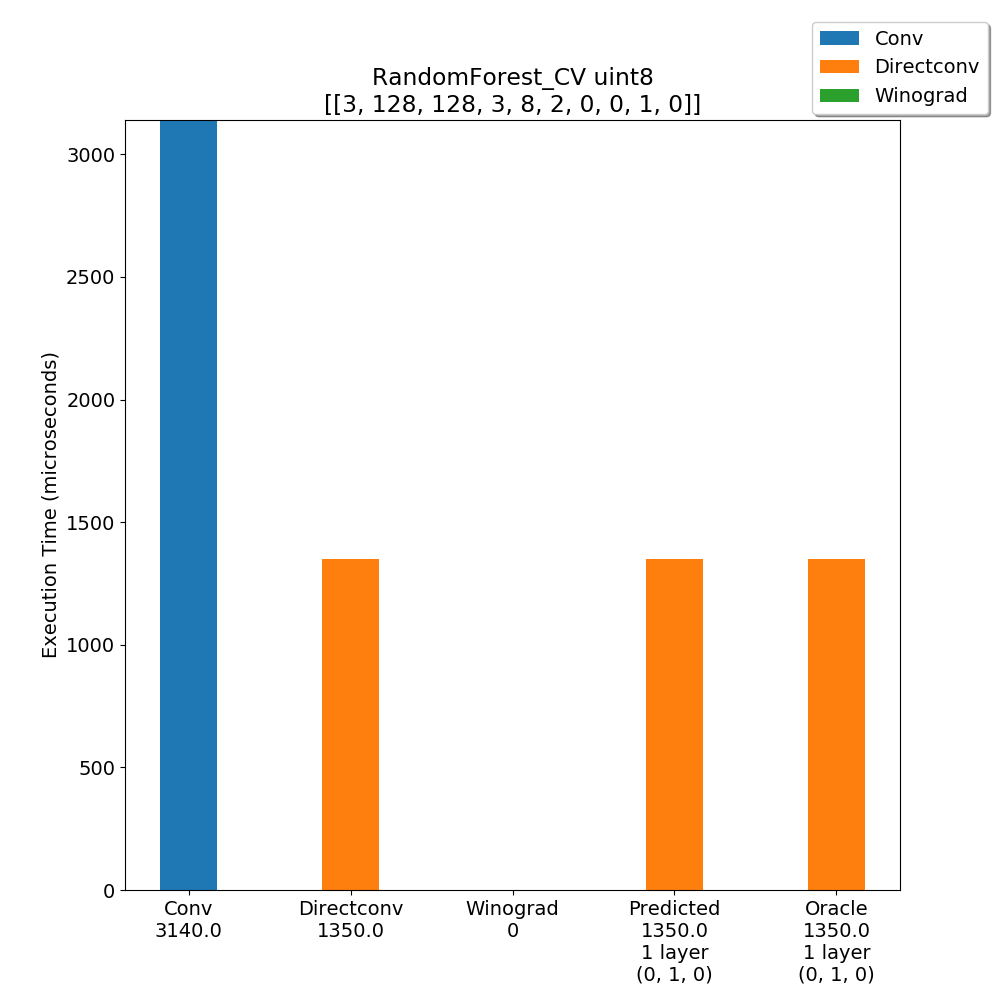 Conv
Directconv
Winograd
RandomForest_CV uint8
[[3, 128, 128, 3, 8, 2, 0, 0, 1, 0]]
Execution Time (microseconds)
3000
2500
2000
1500
1000
500
0
Conv
3140.0
Directconv
1350.0
Winograd
0
Predicted
1350.0
1 layer
(0, 1, 0)
Oracle
1350.0
1 layer
(0, 1, 0)